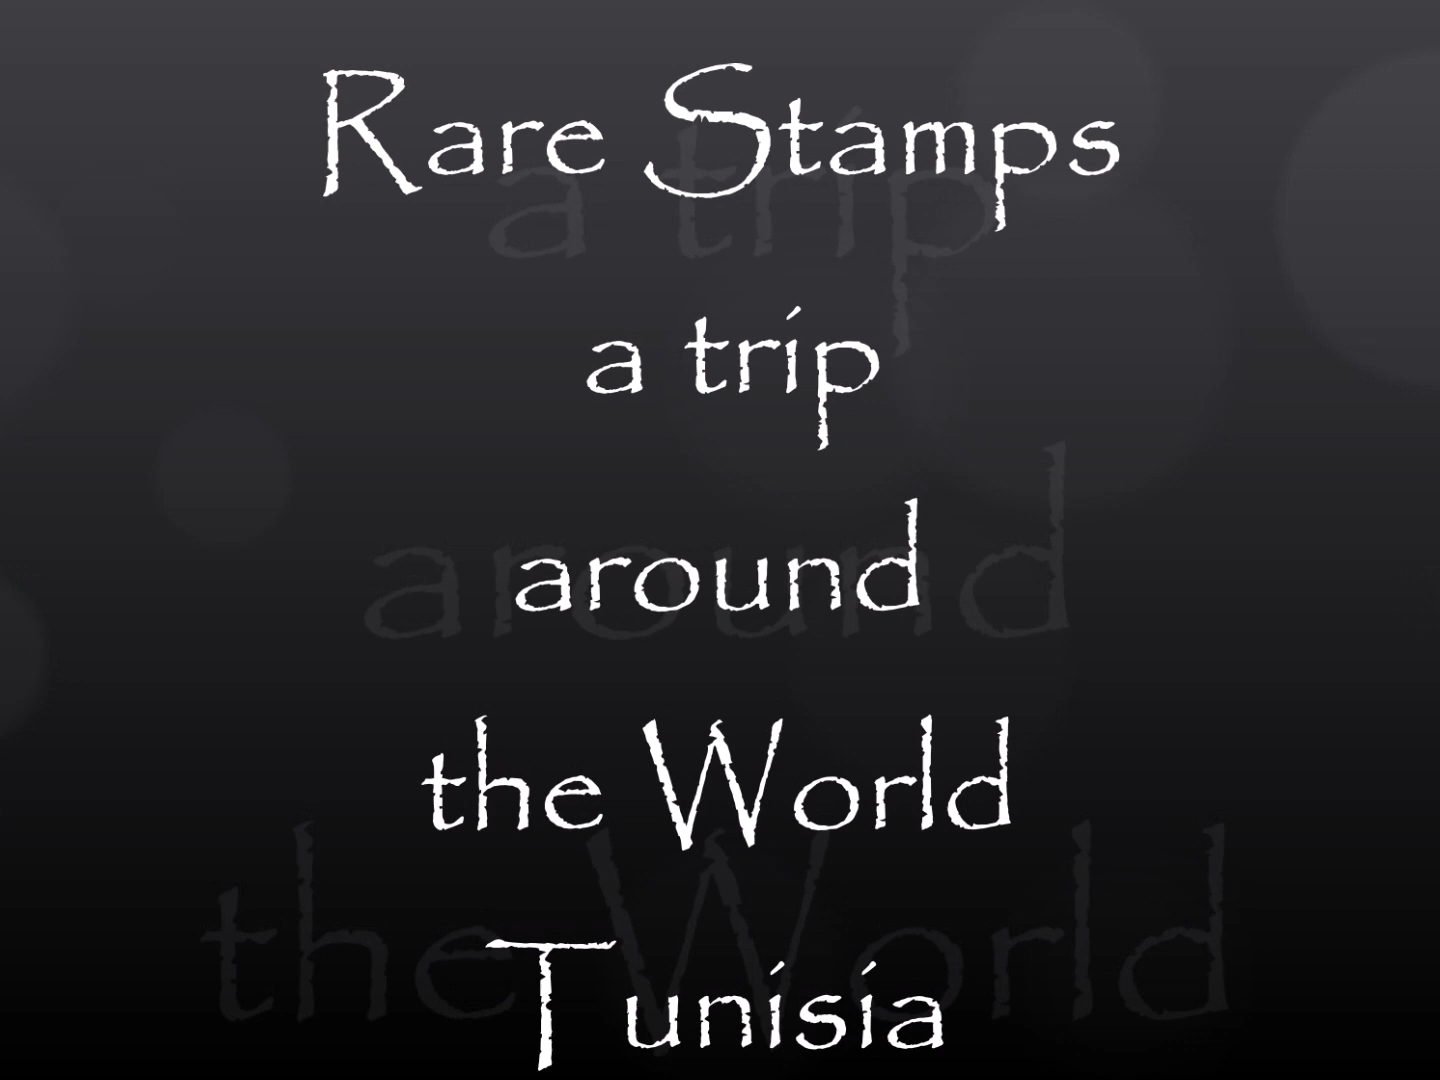 Rare Stamps
a trip
around
the World
Tunisia